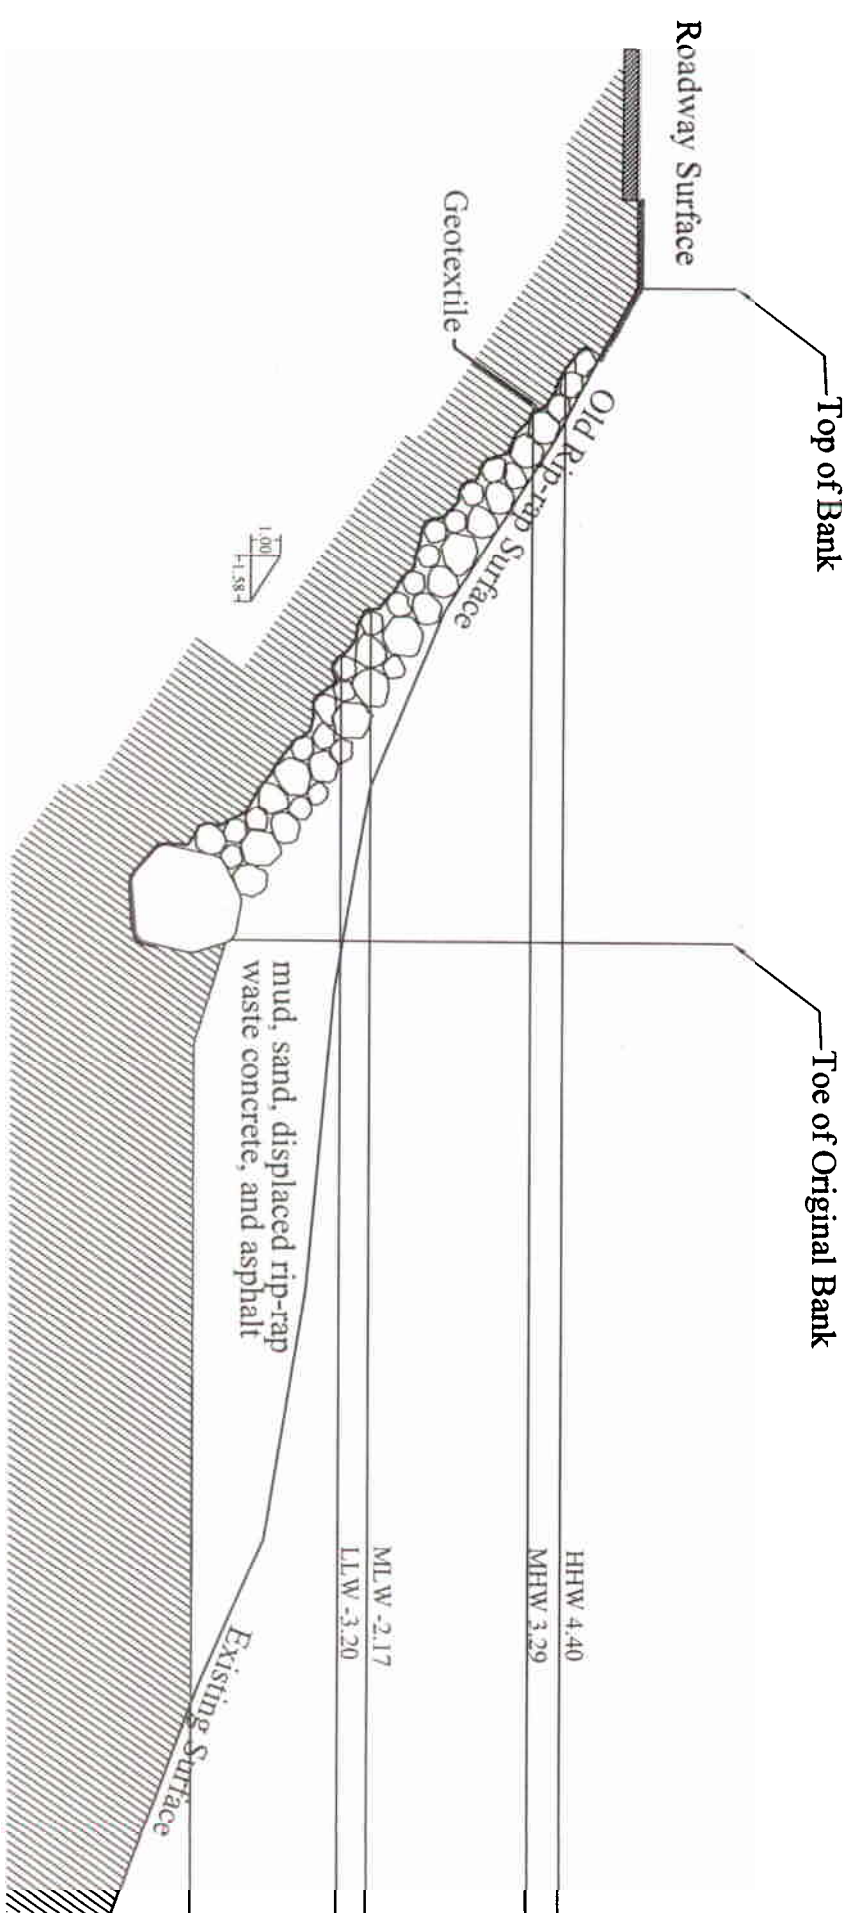 Top of Bank
Toe of Original Bank
Roadway Surface
Old Rip-rap Surface
Geotextile
HHW 4.40
MHW 3.29
MLW -2.17
LLW -3.20
1.00
1.58
mud, sand, displaced rip-rap
waste concrete, and asphalt
Existing Surface